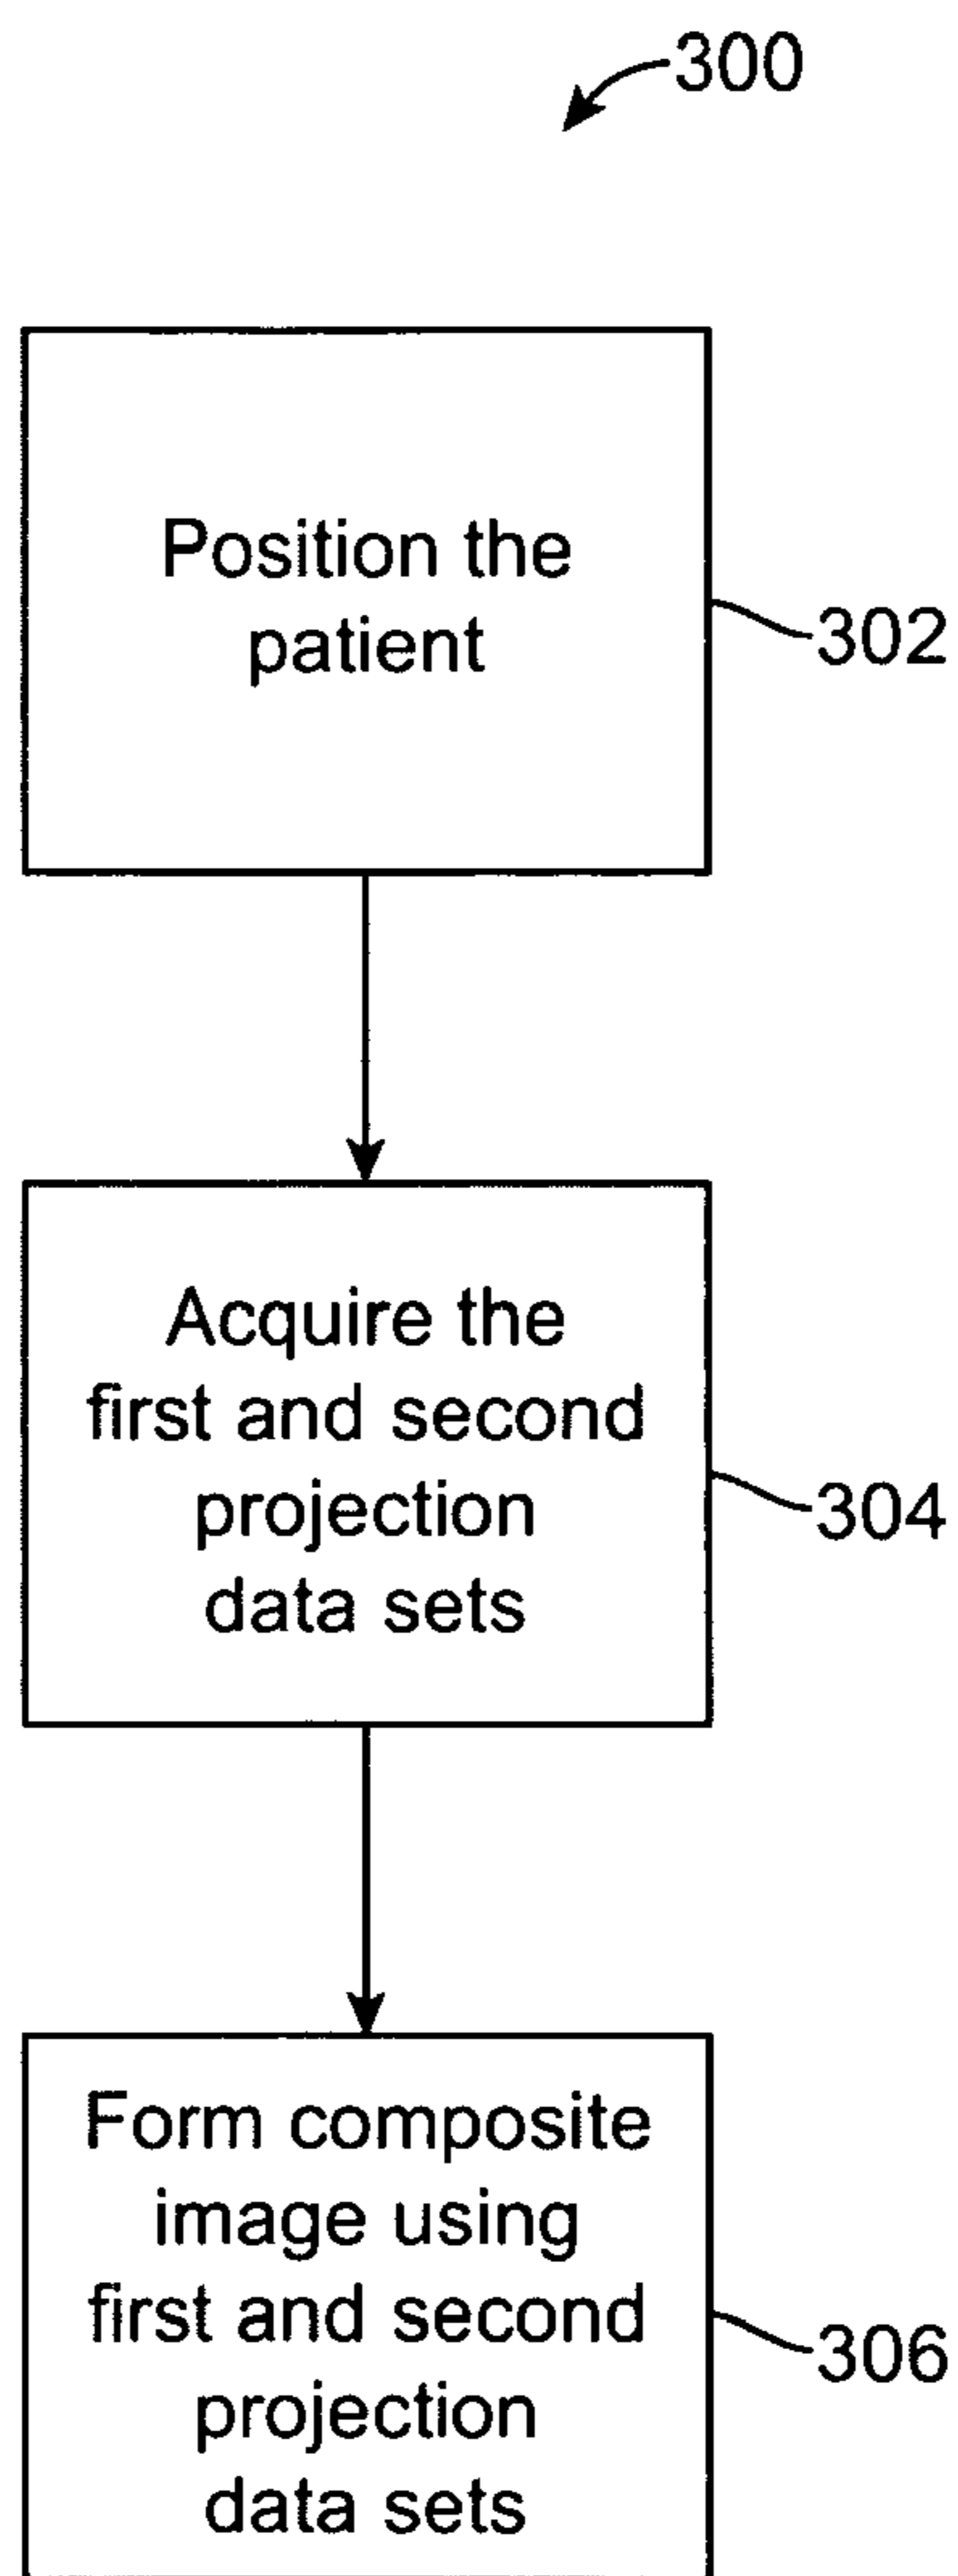 300
Position the
patient
302
Acquire the
first and second
projection
data sets
304
Form composite
image using
first and second
projection
data sets
306